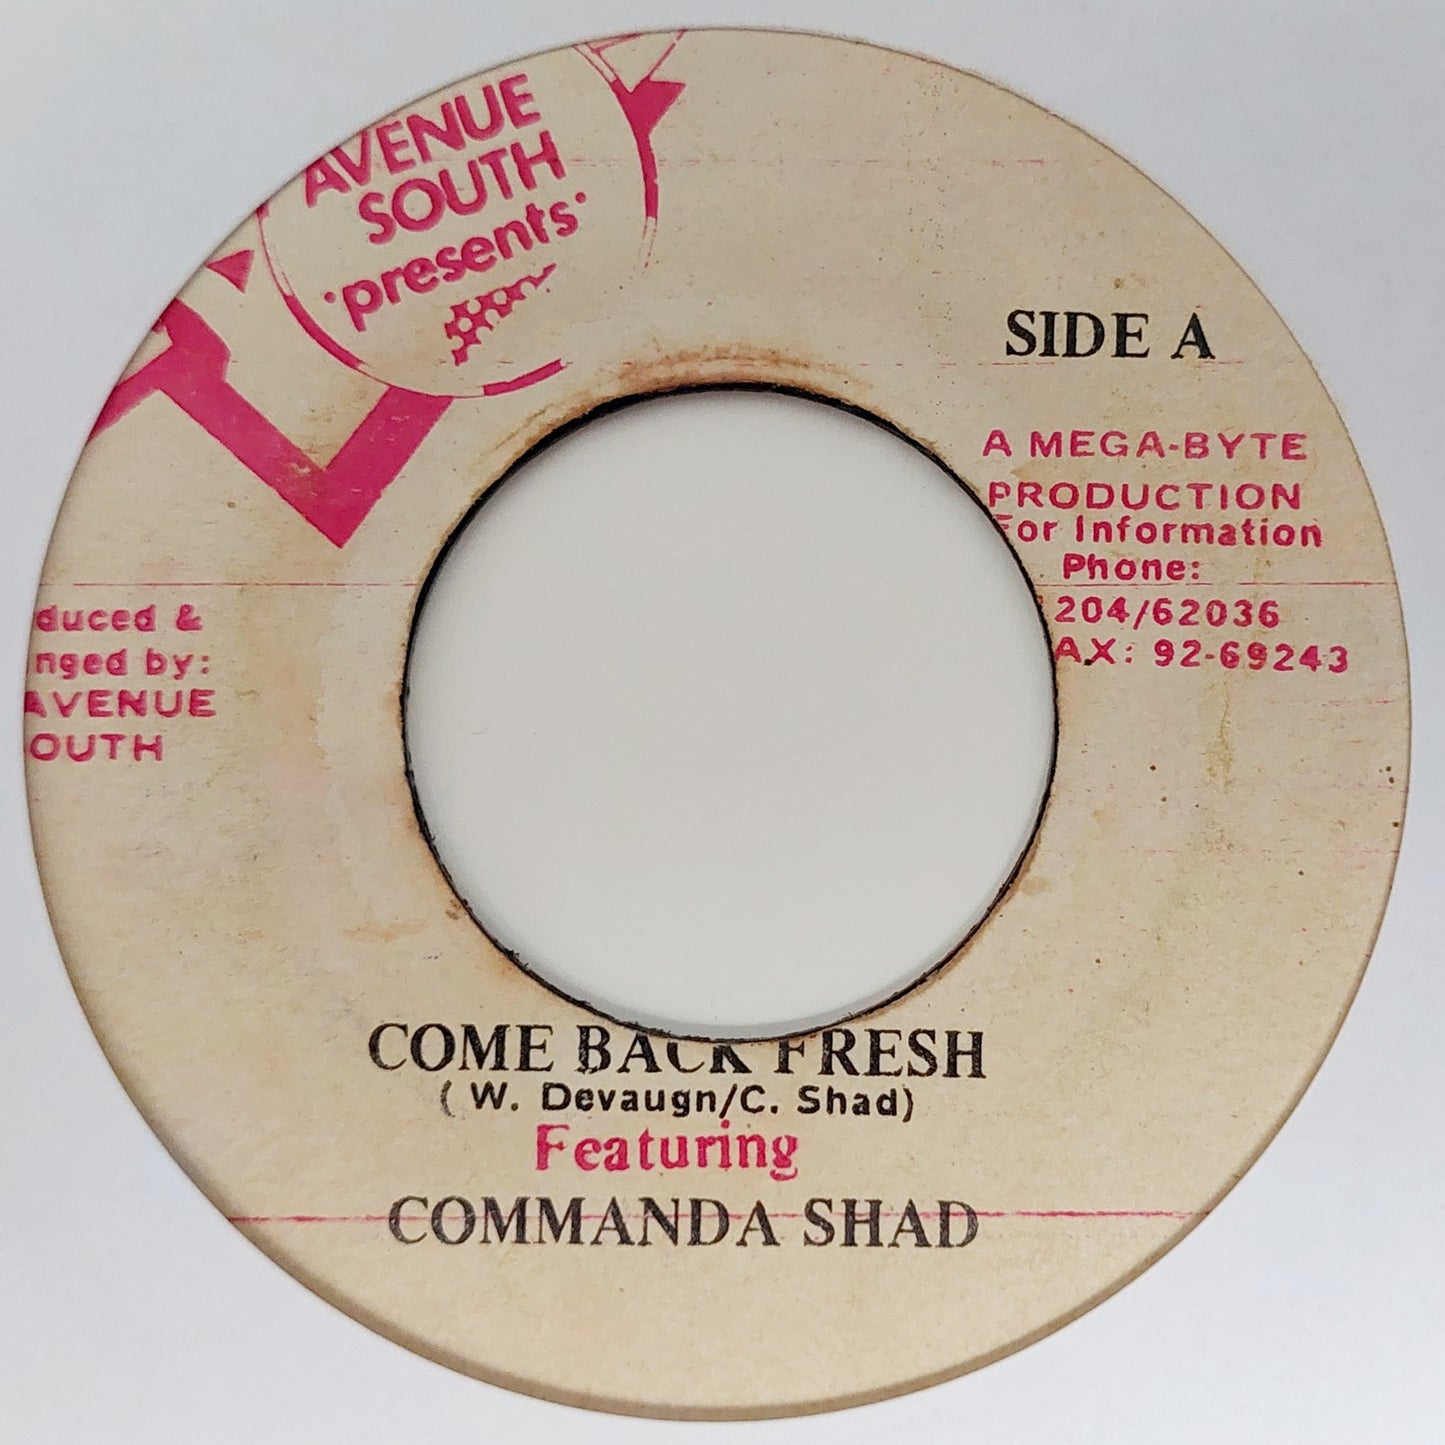 AVENUE
SOUTH
presents
SIDE A
A MEGA-BYTE
PRODUCTION
For Information
Phone:
204/62036
AX: 92-69243
duced &
nged by:
AVENUE
OUTH
COME BACK FRESH
( W. Devaugn/C. Shad)
Featuring
COMMANDA SHAD